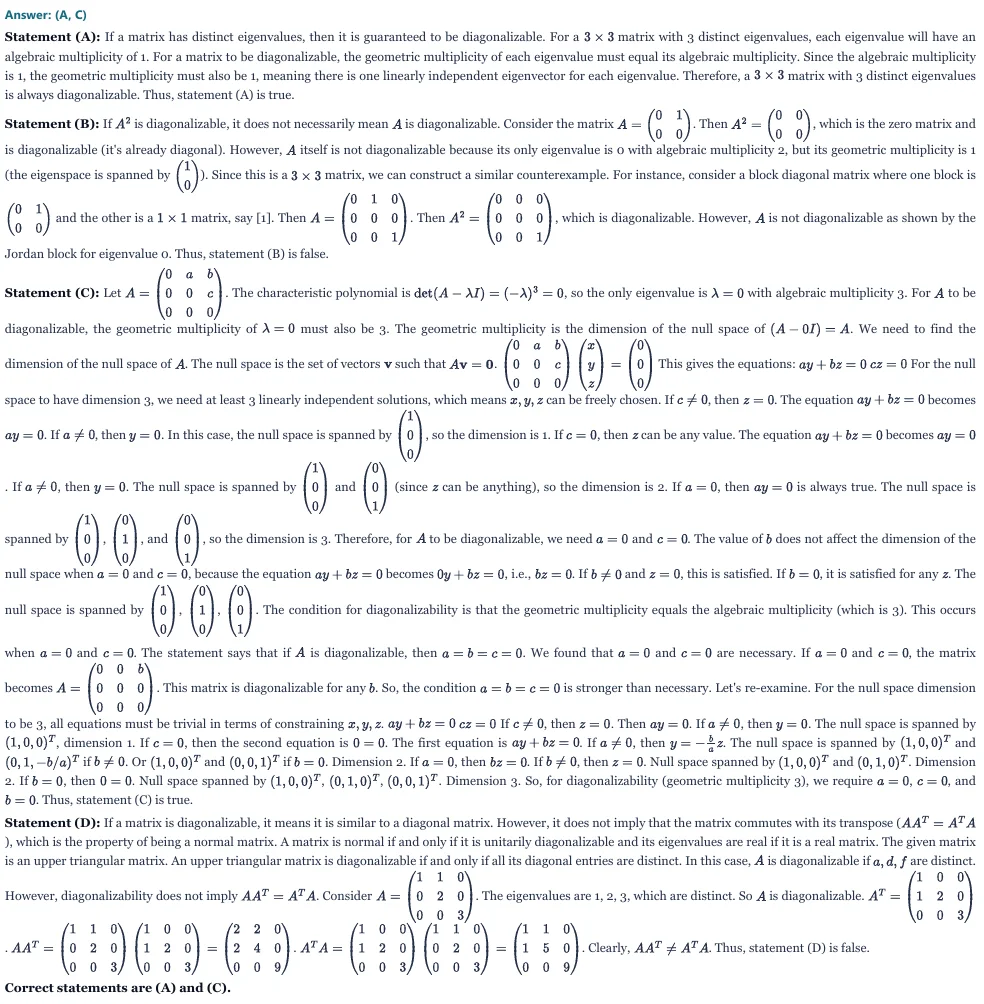 Answer: (A, C)
Statement (A): If a matrix has distinct eigenvalues, then it is guaranteed to be diagonalizable. For a 3 × 3 matrix with 3 distinct eigenvalues, each eigenvalue will have an
algebraic multiplicity of 1. For a matrix to be diagonalizable, the geometric multiplicity of each eigenvalue must equal its algebraic multiplicity. Since the algebraic multiplicity
is 1, the geometric multiplicity must also be 1, meaning there is one linearly independent eigenvector for each eigenvalue. Therefore, a 3 × 3 matrix with 3 distinct eigenvalues
is always diagonalizable. Thus, statement (A) is true.
Statement (B): If A² is diagonalizable, it does not necessarily mean A is diagonalizable. Consider the matrix A = (0 1; 0 0). Then A² = (0 0; 0 0), which is the zero matrix and
is diagonalizable (it's already diagonal). However, A itself is not diagonalizable because its only eigenvalue is 0 with algebraic multiplicity 2, but its geometric multiplicity is 1
(the eigenspace is spanned by (1; 0)). Since this is a 3 × 3 matrix, we can construct a similar counterexample. For instance, consider a block diagonal matrix where one block is
(0 1; 0 0) and the other is a 1 × 1 matrix, say [1]. Then A = (0 1 0; 0 0 0; 0 0 1). Then A² = (0 0 0; 0 0 0; 0 0 1), which is diagonalizable. However, A is not diagonalizable as shown by the
Jordan block for eigenvalue 0. Thus, statement (B) is false.
Statement (C): Let A = (0 a b; 0 0 c; 0 0 0). The characteristic polynomial is det(A − λI) = (−λ)³ = 0, so the only eigenvalue is λ = 0 with algebraic multiplicity 3. For A to be
diagonalizable, the geometric multiplicity of λ = 0 must also be 3. The geometric multiplicity is the dimension of the null space of (A − 0I) = A. We need to find the
dimension of the null space of A. The null space is the set of vectors v such that Av = 0. (0 a b; 0 0 c; 0 0 0) (x; y; z) = (0; 0; 0) This gives the equations: ay + bz = 0 cz = 0 For the null
space to have dimension 3, we need at least 3 linearly independent solutions, which means x, y, z can be freely chosen. If c ≠ 0, then z = 0. The equation ay + bz = 0 becomes
ay = 0. If a ≠ 0, then y = 0. In this case, the null space is spanned by (1; 0; 0), so the dimension is 1. If c = 0, then z can be any value. The equation ay + bz = 0 becomes ay = 0
. If a ≠ 0, then y = 0. The null space is spanned by (1; 0; 0) and (0; 0; 1) (since z can be anything), so the dimension is 2. If a = 0, then ay = 0 is always true. The null space is
spanned by (1; 0; 0), (0; 1; 0), and (0; 0; 1), so the dimension is 3. Therefore, for A to be diagonalizable, we need a = 0 and c = 0. The value of b does not affect the dimension of the
null space when a = 0 and c = 0, because the equation ay + bz = 0 becomes 0y + bz = 0, i.e., bz = 0. If b ≠ 0 and z = 0, this is satisfied. If b = 0, it is satisfied for any z. The
null space is spanned by (1; 0; 0), (0; 1; 0), (0; 0; 1). The condition for diagonalizability is that the geometric multiplicity equals the algebraic multiplicity (which is 3). This occurs
when a = 0 and c = 0. The statement says that if A is diagonalizable, then a = b = c = 0. We found that a = 0 and c = 0 are necessary. If a = 0 and c = 0, the matrix
becomes A = (0 0 b; 0 0 0; 0 0 0). This matrix is diagonalizable for any b. So, the condition a = b = c = 0 is stronger than necessary. Let's re-examine. For the null space dimension
to be 3, all equations must be trivial in terms of constraining x, y, z. ay + bz = 0 cz = 0 If c ≠ 0, then z = 0. Then ay = 0. If a ≠ 0, then y = 0. The null space is spanned by
(1, 0, 0)ᵀ, dimension 1. If c = 0, then the second equation is 0 = 0. The first equation is ay + bz = 0. If a ≠ 0, then y = −b/a z. The null space is spanned by (1, 0, 0)ᵀ and
(0, 1, −b/a)ᵀ if b ≠ 0. Or (1, 0, 0)ᵀ and (0, 0, 1)ᵀ if b = 0. Dimension 2. If a = 0, then bz = 0. If b ≠ 0, then z = 0. Null space spanned by (1, 0, 0)ᵀ and (0, 1, 0)ᵀ. Dimension
2. If b = 0, then 0 = 0. Null space spanned by (1, 0, 0)ᵀ, (0, 1, 0)ᵀ, (0, 0, 1)ᵀ. Dimension 3. So, for diagonalizability (geometric multiplicity 3), we require a = 0, c = 0, and
b = 0. Thus, statement (C) is true.
Statement (D): If a matrix is diagonalizable, it means it is similar to a diagonal matrix. However, it does not imply that the matrix commutes with its transpose (AAᵀ = AᵀA
), which is the property of being a normal matrix. A matrix is normal if and only if it is unitarily diagonalizable and its eigenvalues are real if it is a real matrix. The given matrix
is an upper triangular matrix. An upper triangular matrix is diagonalizable if and only if all its diagonal entries are distinct. In this case, A is diagonalizable if a, d, f are distinct.
However, diagonalizability does not imply AAᵀ = AᵀA. Consider A = (1 1 0; 0 2 0; 0 0 3). The eigenvalues are 1, 2, 3, which are distinct. So A is diagonalizable. Aᵀ = (1 0 0; 1 2 0; 0 0 3)
. AAᵀ = (1 1 0; 0 2 0; 0 0 3) (1 0 0; 1 2 0; 0 0 3) = (2 2 0; 2 4 0; 0 0 9). AᵀA = (1 0 0; 1 2 0; 0 0 3) (1 1 0; 0 2 0; 0 0 3) = (1 1 0; 1 5 0; 0 0 9). Clearly, AAᵀ ≠ AᵀA. Thus, statement (D) is false.
Correct statements are (A) and (C).